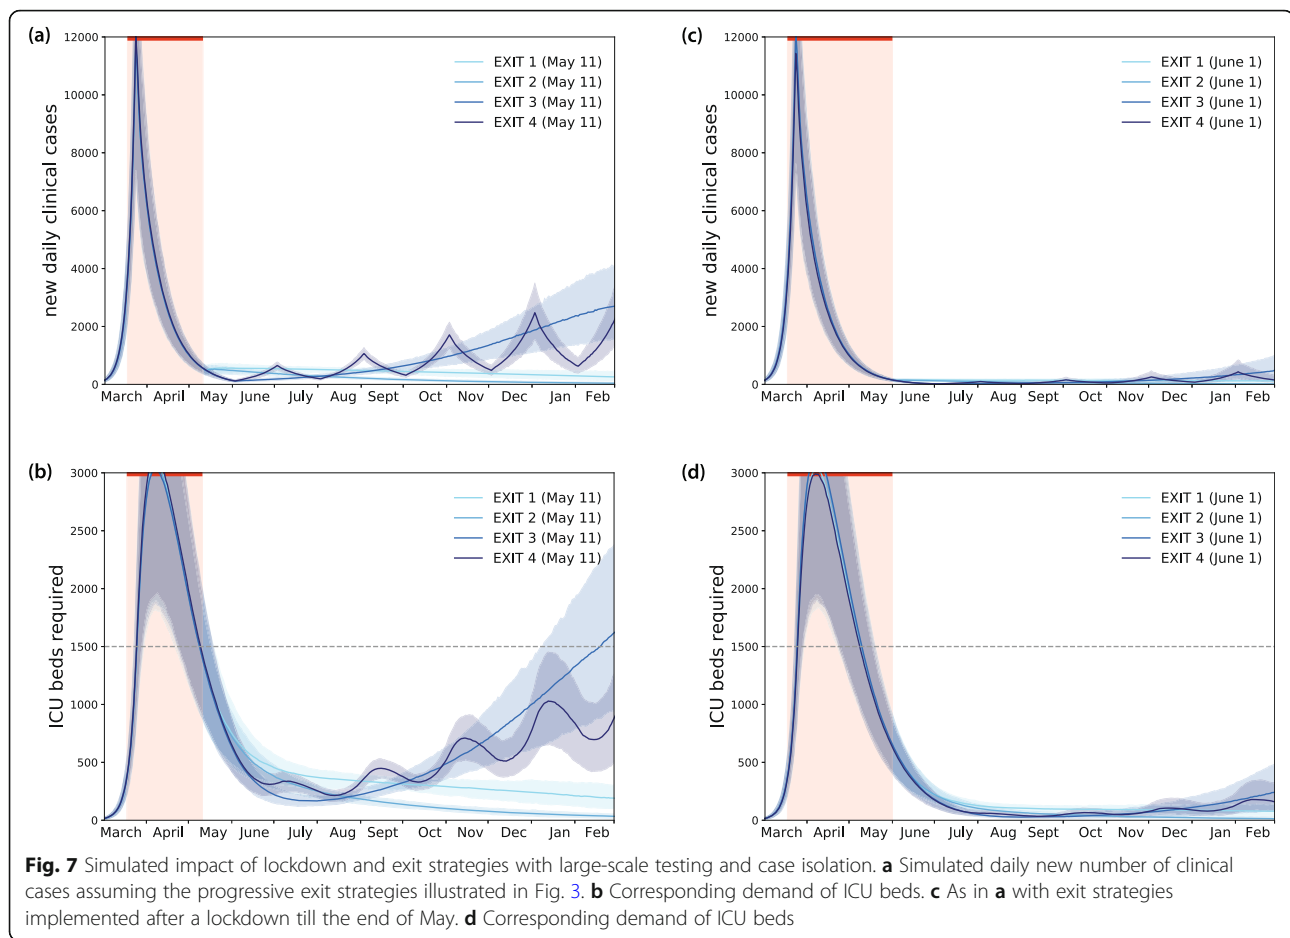 (a)
12000
10000
8000
6000
4000
2000
0
new daily clinical cases
EXIT 1 (May 11)
EXIT 2 (May 11)
EXIT 3 (May 11)
EXIT 4 (May 11)
March April May June July Aug Sept Oct Nov Dec Jan Feb
(c)
12000
10000
8000
6000
4000
2000
0
new daily clinical cases
EXIT 1 (June 1)
EXIT 2 (June 1)
EXIT 3 (June 1)
EXIT 4 (June 1)
March April May June July Aug Sept Oct Nov Dec Jan Feb
(b)
3000
2500
2000
1500
1000
500
0
ICU beds required
EXIT 1 (May 11)
EXIT 2 (May 11)
EXIT 3 (May 11)
EXIT 4 (May 11)
March April May June July Aug Sept Oct Nov Dec Jan Feb
(d)
3000
2500
2000
1500
1000
500
0
ICU beds required
EXIT 1 (June 1)
EXIT 2 (June 1)
EXIT 3 (June 1)
EXIT 4 (June 1)
March April May June July Aug Sept Oct Nov Dec Jan Feb
Fig. 7 Simulated impact of lockdown and exit strategies with large-scale testing and case isolation. a Simulated daily new number of clinical
cases assuming the progressive exit strategies illustrated in Fig. 3. b Corresponding demand of ICU beds. c As in a with exit strategies
implemented after a lockdown till the end of May. d Corresponding demand of ICU beds